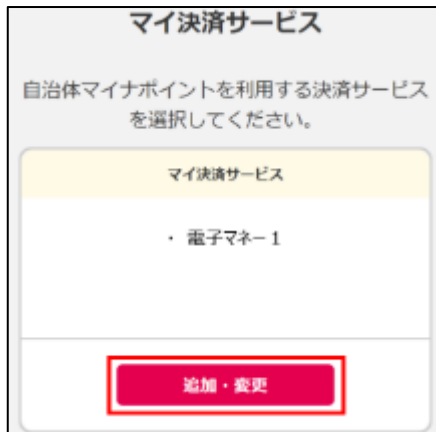 マイ決済サービス
自治体マイナポイントを利用する決済サービス
を選択してください。
マイ決済サービス
・ 電子マネー1
追加・変更